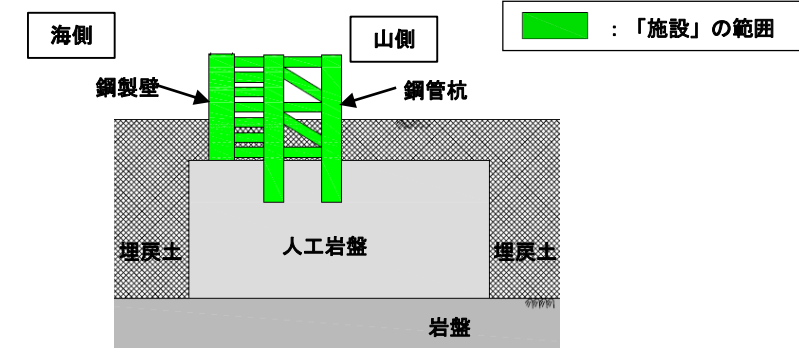 海側
山側
：「施設」の範囲
鋼製壁
鋼管杭
埋戻土
人工岩盤
埋戻土
岩盤